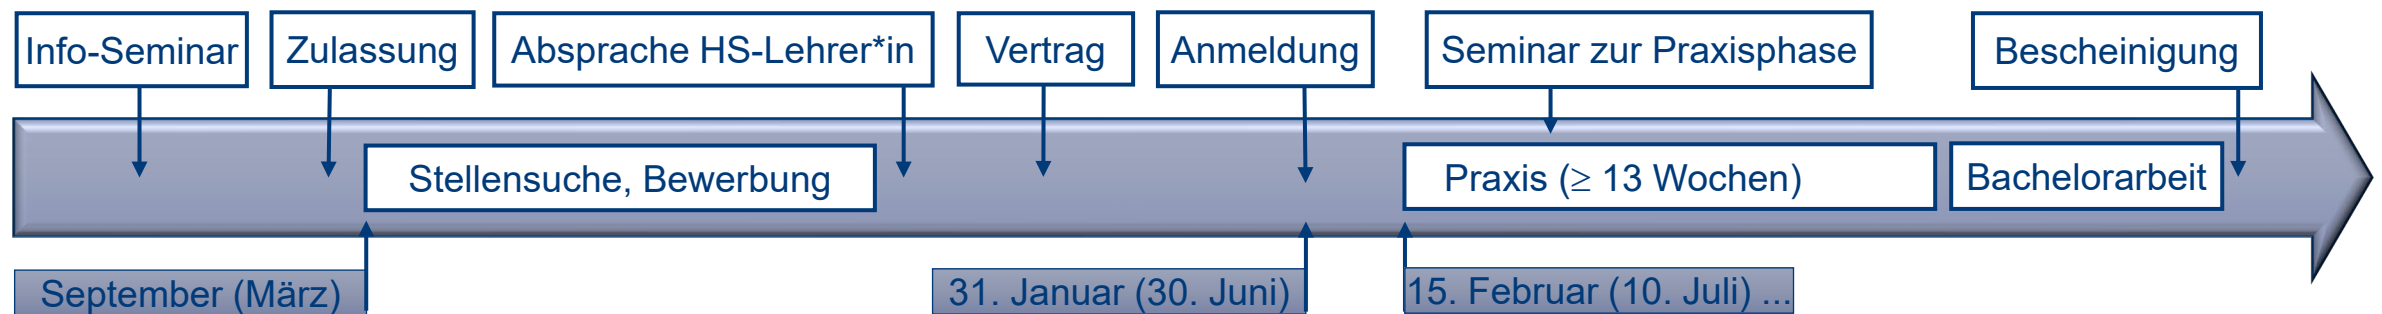 Info-Seminar
Zulassung
Absprache HS-Lehrer*in
Vertrag
Anmeldung
Seminar zur Praxisphase
Bescheinigung
Stellensuche, Bewerbung
Praxis (≥ 13 Wochen)
Bachelorarbeit
September (März)
31. Januar (30. Juni)
15. Februar (10. Juli) ...